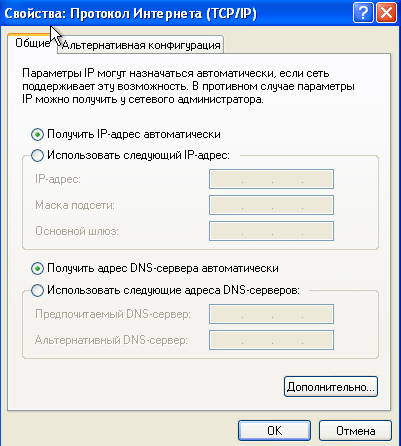 Свойства: Протокол Интернета (TCP/IP)
Общие
Альтернативная конфигурация
Параметры IP могут назначаться автоматически, если сеть
поддерживает эту возможность. В противном случае параметры
IP можно получить у сетевого администратора.
Получить IP-адрес автоматически
Использовать следующий IP-адрес:
IP-адрес:
Маска подсети:
Основной шлюз:
Получить адрес DNS-сервера автоматически
Использовать следующие адреса DNS-серверов:
Предпочитаемый DNS-сервер:
Альтернативный DNS-сервер:
Дополнительно...
OK
Отмена